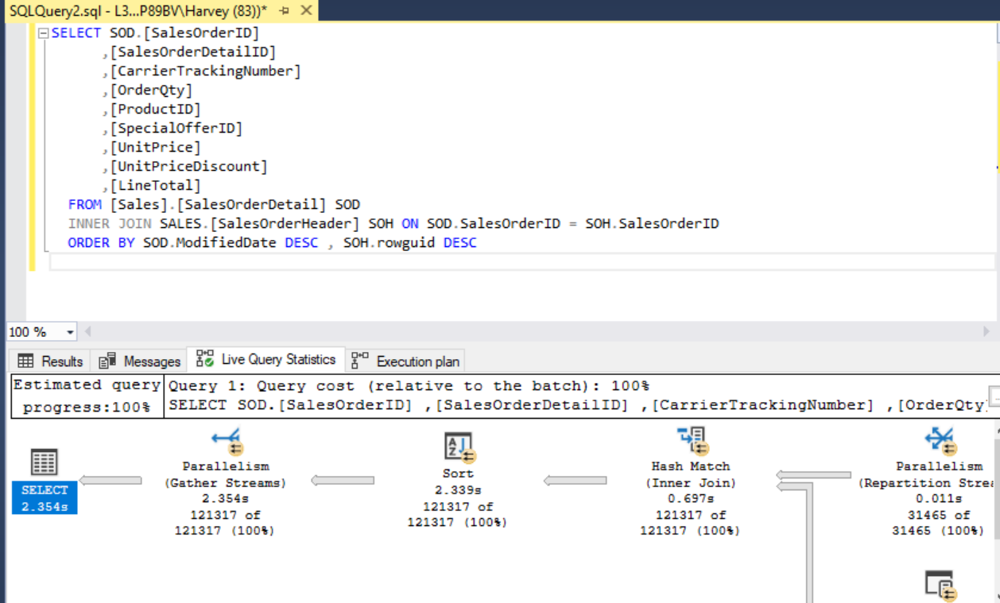 SQLQuery2.sql - L3...P89BV\Harvey (83))*
SELECT SOD.[SalesOrderID]
,[SalesOrderDetailID]
,[CarrierTrackingNumber]
,[OrderQty]
,[ProductID]
,[SpecialOfferID]
,[UnitPrice]
,[UnitPriceDiscount]
,[LineTotal]
FROM [Sales].[SalesOrderDetail] SOD
INNER JOIN SALES.[SalesOrderHeader] SOH ON SOD.SalesOrderID = SOH.SalesOrderID
ORDER BY SOD.ModifiedDate DESC , SOH.rowguid DESC
100 %
Results Messages Live Query Statistics Execution plan
Estimated query
progress:100%
Query 1: Query cost (relative to the batch): 100%
SELECT SOD.[SalesOrderID] ,[SalesOrderDetailID] ,[CarrierTrackingNumber] ,[OrderQty]
SELECT
2.354s
Parallelism
(Gather Streams)
2.354s
121317 of
121317 (100%)
Sort
2.339s
121317 of
121317 (100%)
Hash Match
(Inner Join)
0.697s
121317 of
121317 (100%)
Parallelism
(Repartition Strea
0.011s
31465 of
31465 (100%)